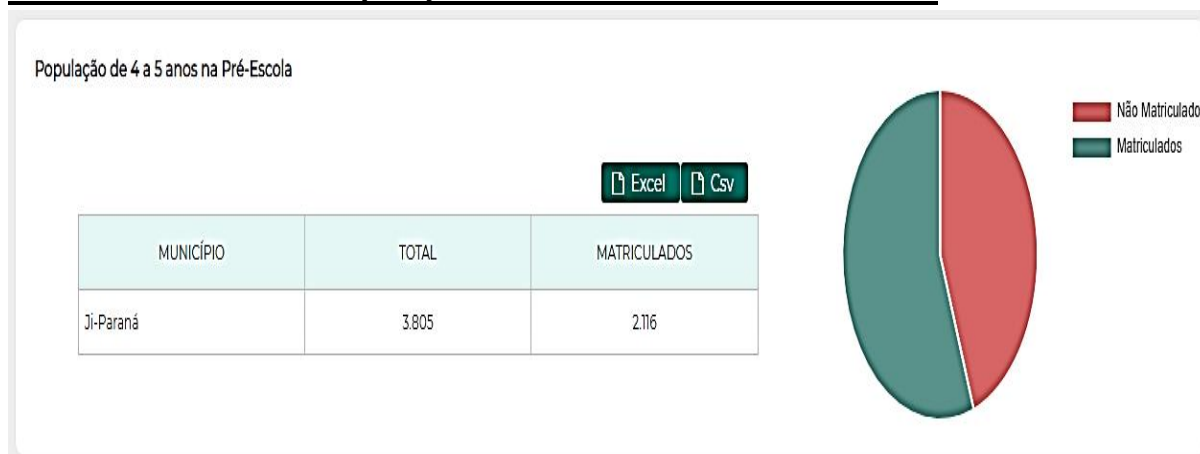 População de 4 a 5 anos na Pré-Escola
Não Matriculado
Matriculados
Excel Csv
MUNICÍPIO TOTAL MATRICULADOS
Ji-Paraná 3.805 2.116